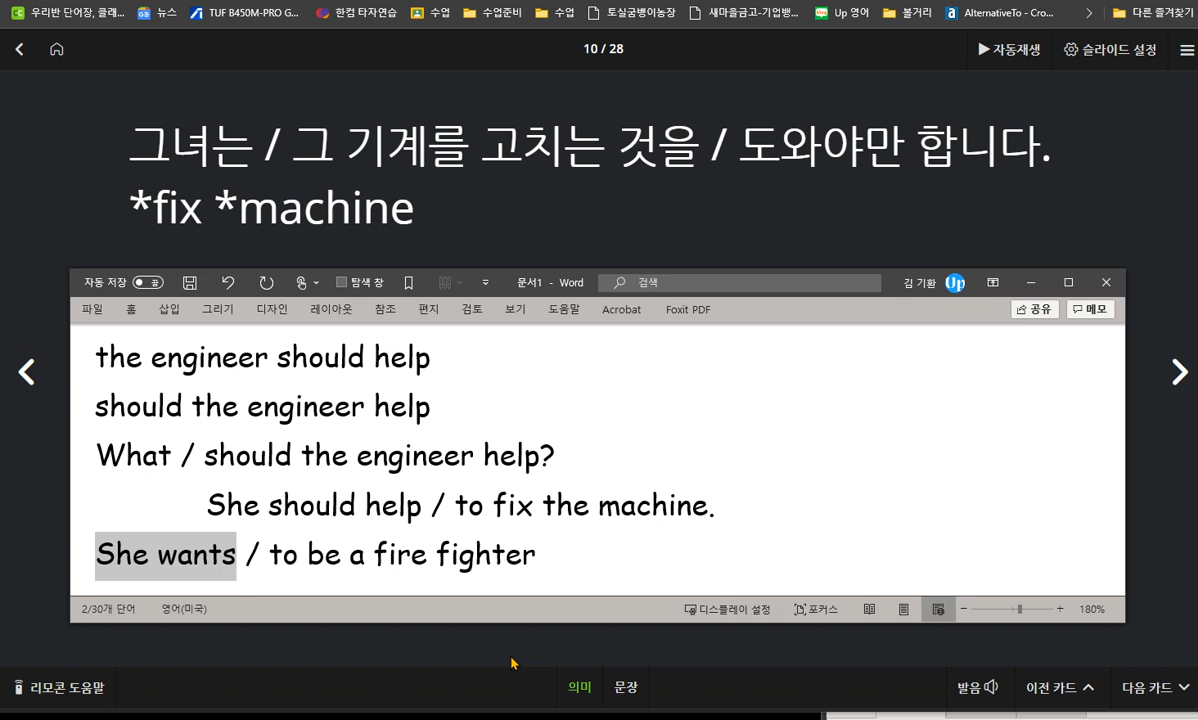 우리반 단어장, 클래... 뉴스 TUF B450M-PRO G... 한컴 타자연습 수업 수업준비 수업 토실굼벵이농장 새마을금고-기업뱅... Up 영어 볼거리 AlternativeTo - Cro... 다른 즐겨찾기
10 / 28 자동재생 슬라이드 설정
그녀는 / 그 기계를 고치는 것을 / 도와야만 합니다.
*fix *machine
자동 저장 끔 탐색 창 문서1 - Word 검색 김 기환 Up
파일 홈 삽입 그리기 디자인 레이아웃 참조 편지 검토 보기 도움말 Acrobat Foxit PDF 공유 메모
the engineer should help
should the engineer help
What / should the engineer help?
She should help / to fix the machine.
She wants / to be a fire fighter
2/30개 단어 영어(미국) 디스플레이 설정 포커스 180%
리모콘 도움말 의미 문장 발음 이전 카드 다음 카드